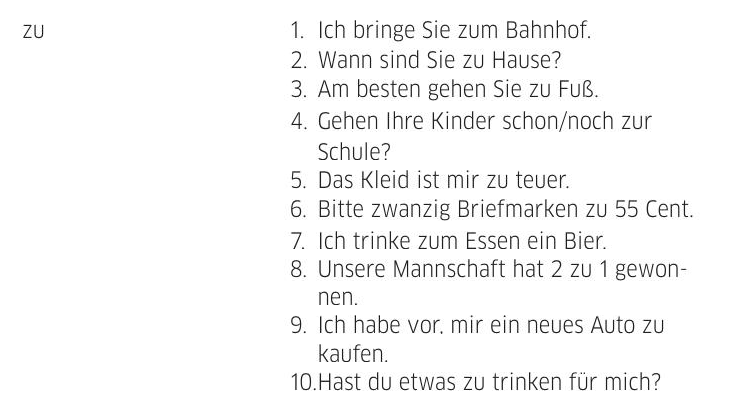 zu
1. Ich bringe Sie zum Bahnhof.
2. Wann sind Sie zu Hause?
3. Am besten gehen Sie zu Fuß.
4. Gehen Ihre Kinder schon/noch zur
Schule?
5. Das Kleid ist mir zu teuer.
6. Bitte zwanzig Briefmarken zu 55 Cent.
7. Ich trinke zum Essen ein Bier.
8. Unsere Mannschaft hat 2 zu 1 gewon-
nen.
9. Ich habe vor, mir ein neues Auto zu
kaufen.
10.Hast du etwas zu trinken für mich?